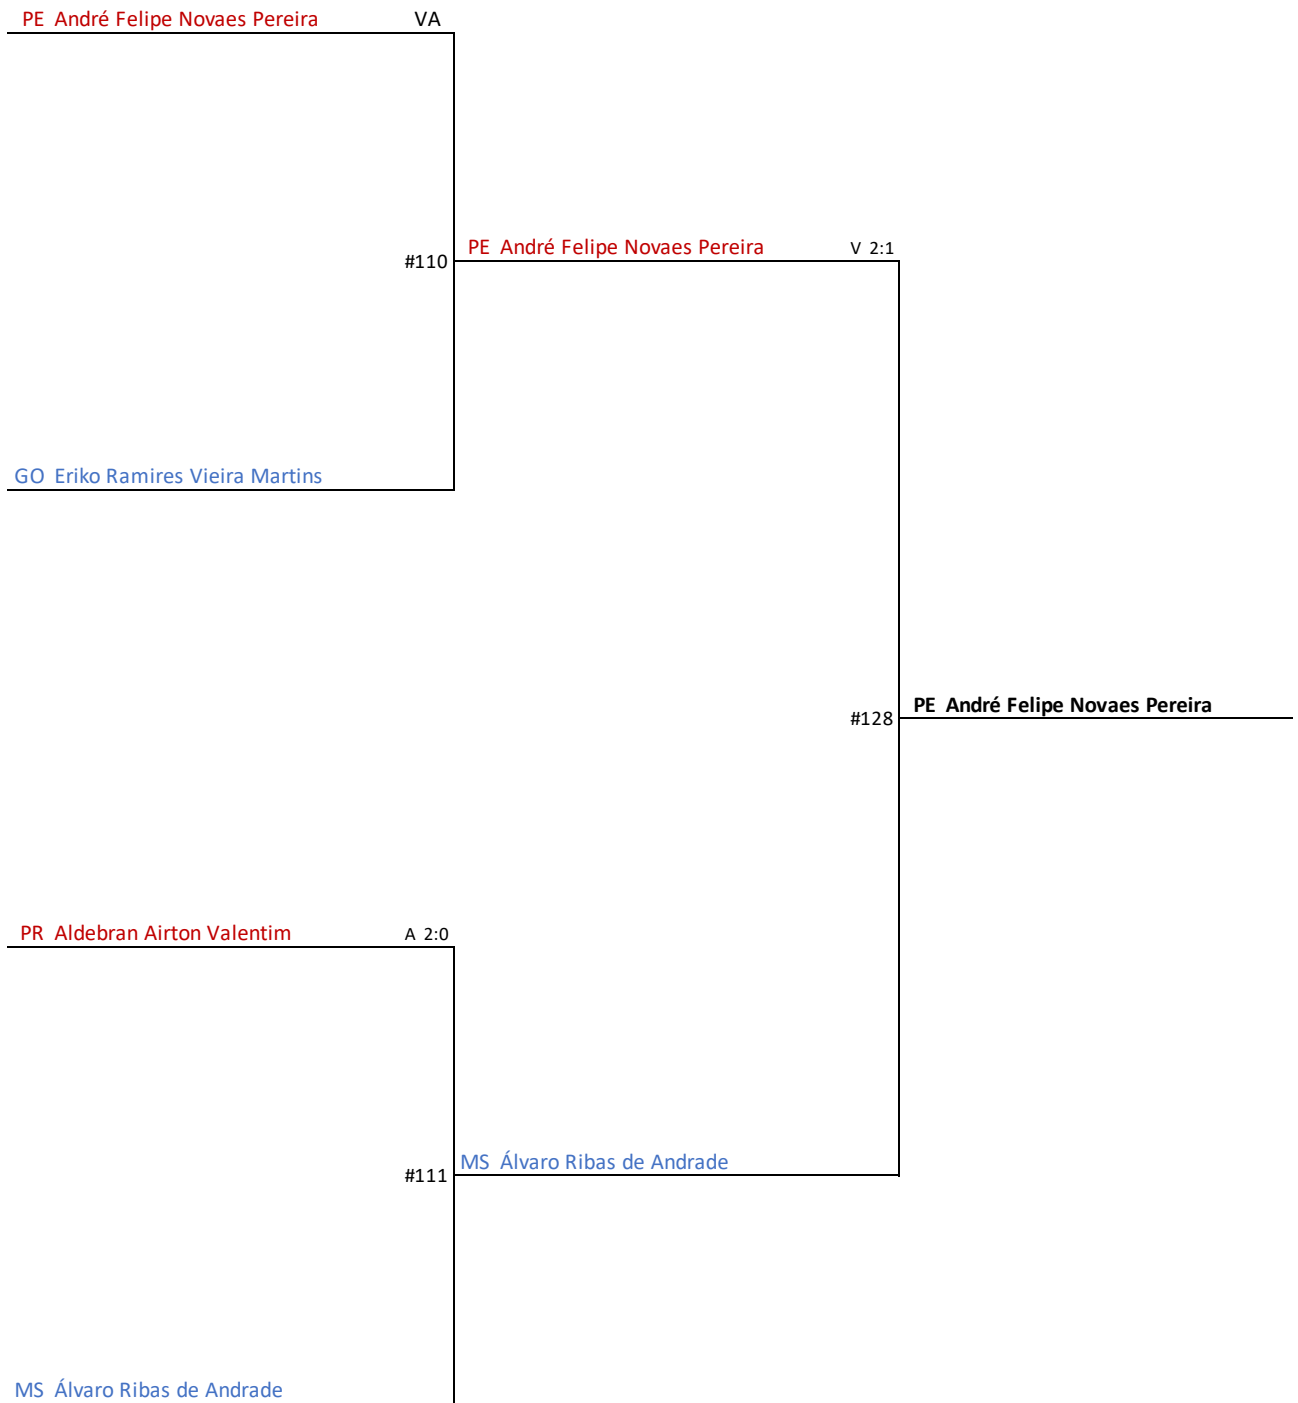 PE André Felipe Novaes Pereira VA
PE André Felipe Novaes Pereira V 2:1
#110
GO Eriko Ramires Vieira Martins
PE André Felipe Novaes Pereira
#128
PR Aldebran Airton Valentim A 2:0
MS Álvaro Ribas de Andrade
#111
MS Álvaro Ribas de Andrade